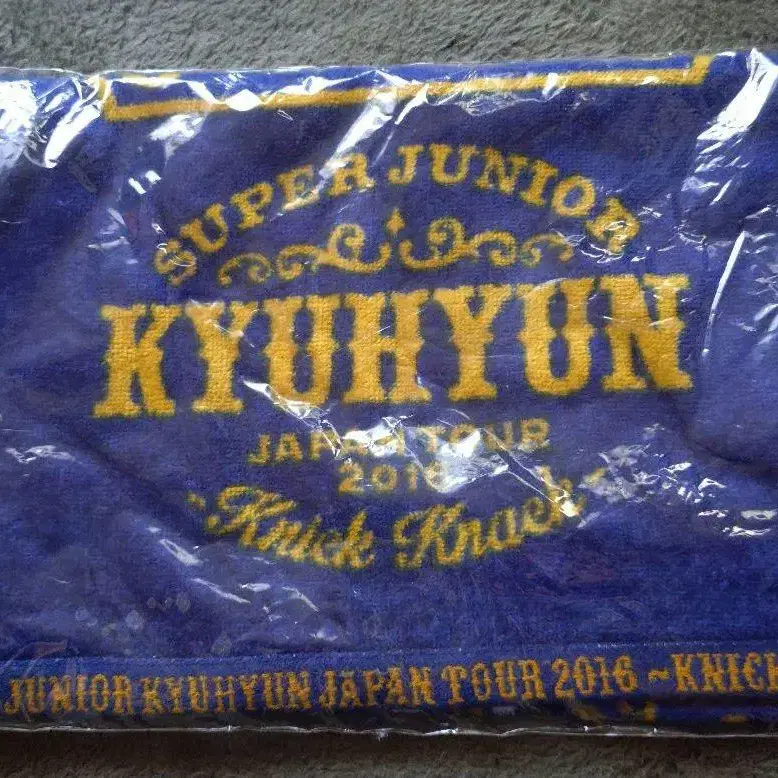 SUPER JUNIOR
KYUHYUN
JAPAN TOUR
2016
~Knick Knack~
JUNIOR KYUHYUN JAPAN TOUR 2016 ~KNICK